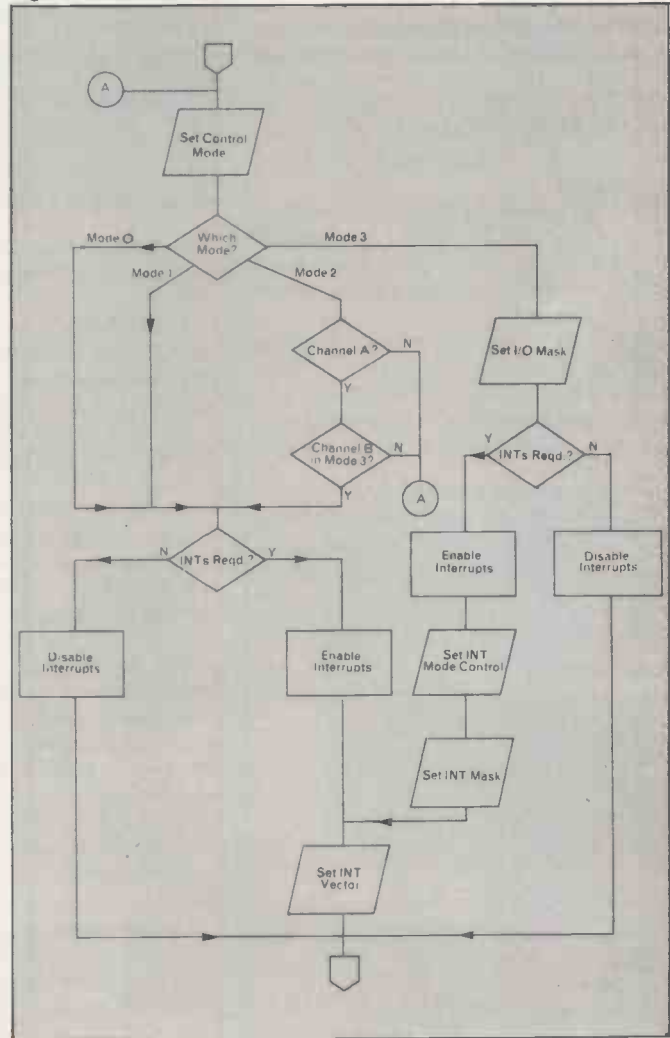 A
Set Control
Mode
Which
Mode?
Mode 0
Mode 1
Mode 2
Mode 3
Channel A?
N
Y
Channel B
in Mode 3?
N
Y
A
Set I/O Mask
INTs Reqd.?
Y
N
Enable
Interrupts
Disable
Interrupts
Set INT
Mode Control
Set INT Mask
INTs Reqd.?
N
Y
Disable
Interrupts
Enable
Interrupts
Set INT
Vector